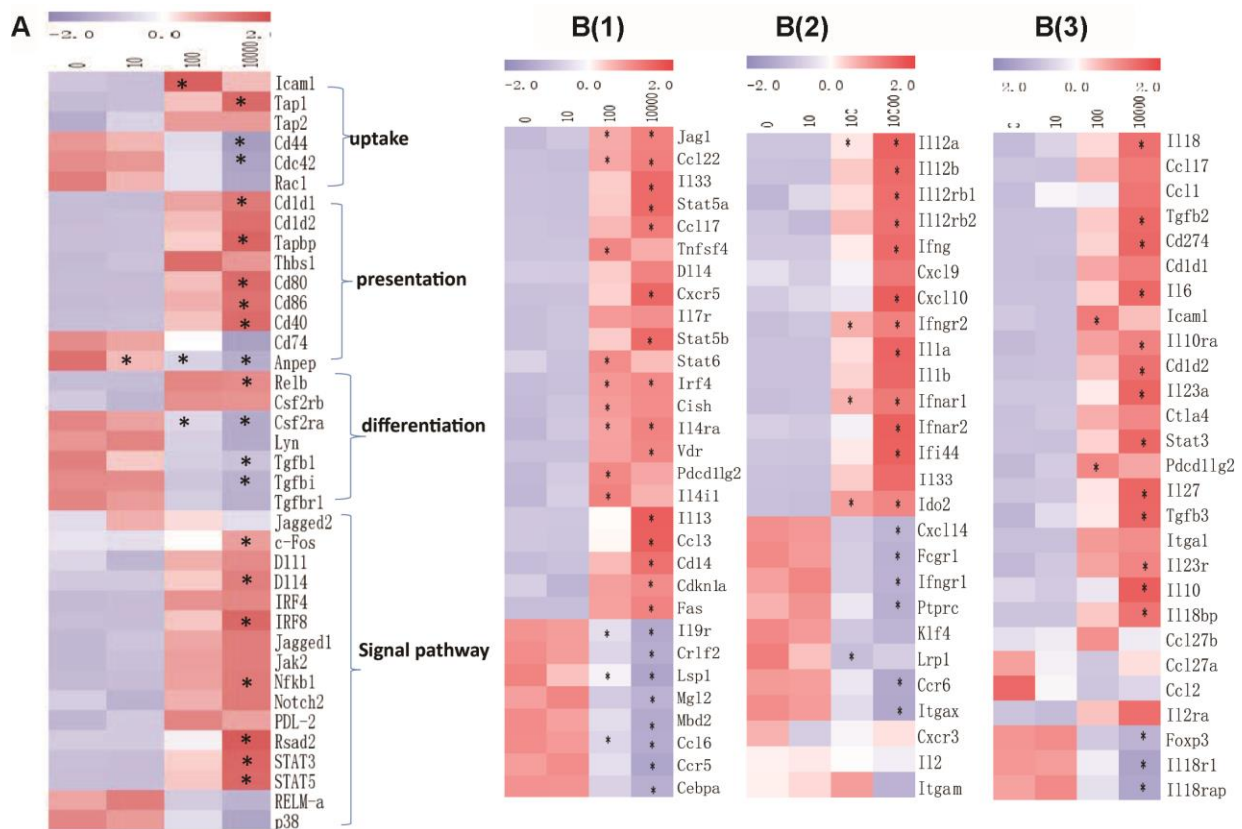 A
B(1)
B(2)
B(3)
-2.0 0.0 2.0
0 10 100 10000
Icam1
Tap1
Tap2
Cd44
Cdc42
Rac1
uptake
Cd1d1
Cd1d2
Tapbp
Thbs1
Cd80
Cd86
Cd40
Cd74
Anpep
presentation
Relb
Csf2rb
Csf2ra
Lyn
Tgfb1
Tgfbi
Tgfbr1
differentiation
Jagged2
c-Fos
Dll1
Dll4
IRF4
IRF8
Jagged1
Jak2
Nfkb1
Notch2
PDL-2
Rsad2
STAT3
STAT5
RELM-a
p38
Signal pathway
-2.0 0.0 2.0
0 10 100 10000
Jag1
Ccl22
Il33
Stat5a
Ccl17
Tnfsf4
Dll4
Cxcr5
Il7r
Stat5b
Stat6
Irf4
Cish
Il4ra
Vdr
Pdcd1lg2
Il4i1
Il13
Ccl3
Cd14
Cdkn1a
Fas
Il9r
Crlf2
Lsp1
Mgl2
Mbd2
Ccl6
Ccr5
Cebpa
-2.0 0.0 2.0
0 10 100 10000
Il12a
Il12b
Il12rb1
Il12rb2
Ifng
Cxcl9
Cxcl10
Ifngr2
Il1a
Il1b
Ifnar1
Ifnar2
Ifi44
Il33
Ido2
Cxcl14
Fcgr1
Ifngr1
Ptprc
Klf4
Lrp1
Ccr6
Itgax
Cxcr3
Il2
Itgam
-2.0 0.0 2.0
0 10 100 10000
Il18
Ccl17
Ccl1
Tgfb2
Cd274
Cd1d1
Il6
Icam1
Il10ra
Cd1d2
Il23a
Ctla4
Stat3
Pdcd1lg2
Il27
Tgfb3
Itga1
Il23r
Il10
Il18bp
Ccl27b
Ccl27a
Ccl2
Il2ra
Foxp3
Il18r1
Il18rap